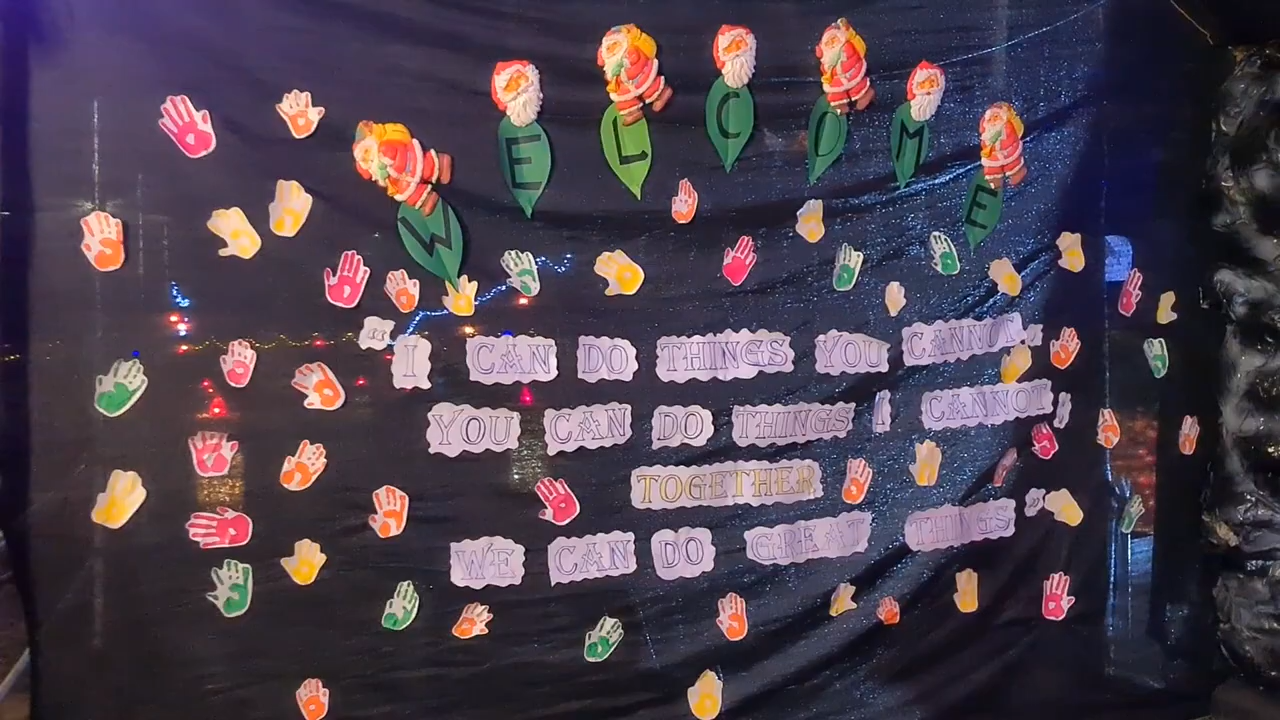 WELCOME
“I CAN DO THINGS YOU CANNOT,
YOU CAN DO THINGS I CANNOT,
TOGETHER
WE CAN DO GREAT THINGS”